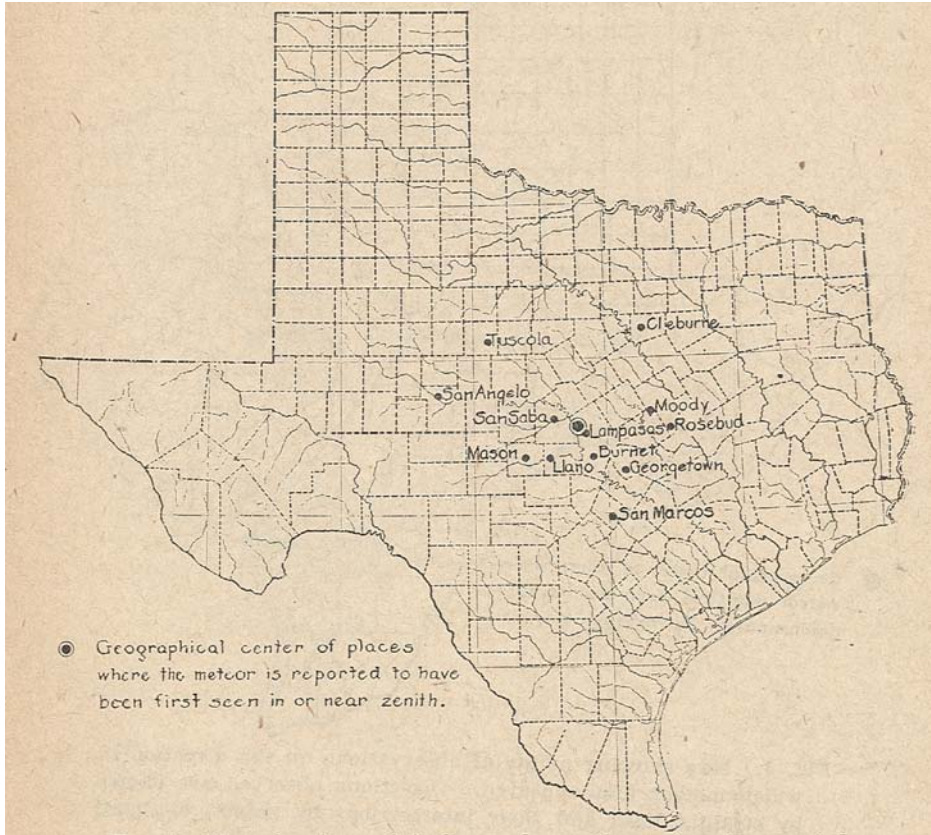 Cleburne
Tuscola
San Angelo
Moody
San Saba
Rosebud
Lampasas
Mason
Burnet
Llano
Georgetown
San Marcos
Geographical center of places
where the meteor is reported to have
been first seen in or near zenith.